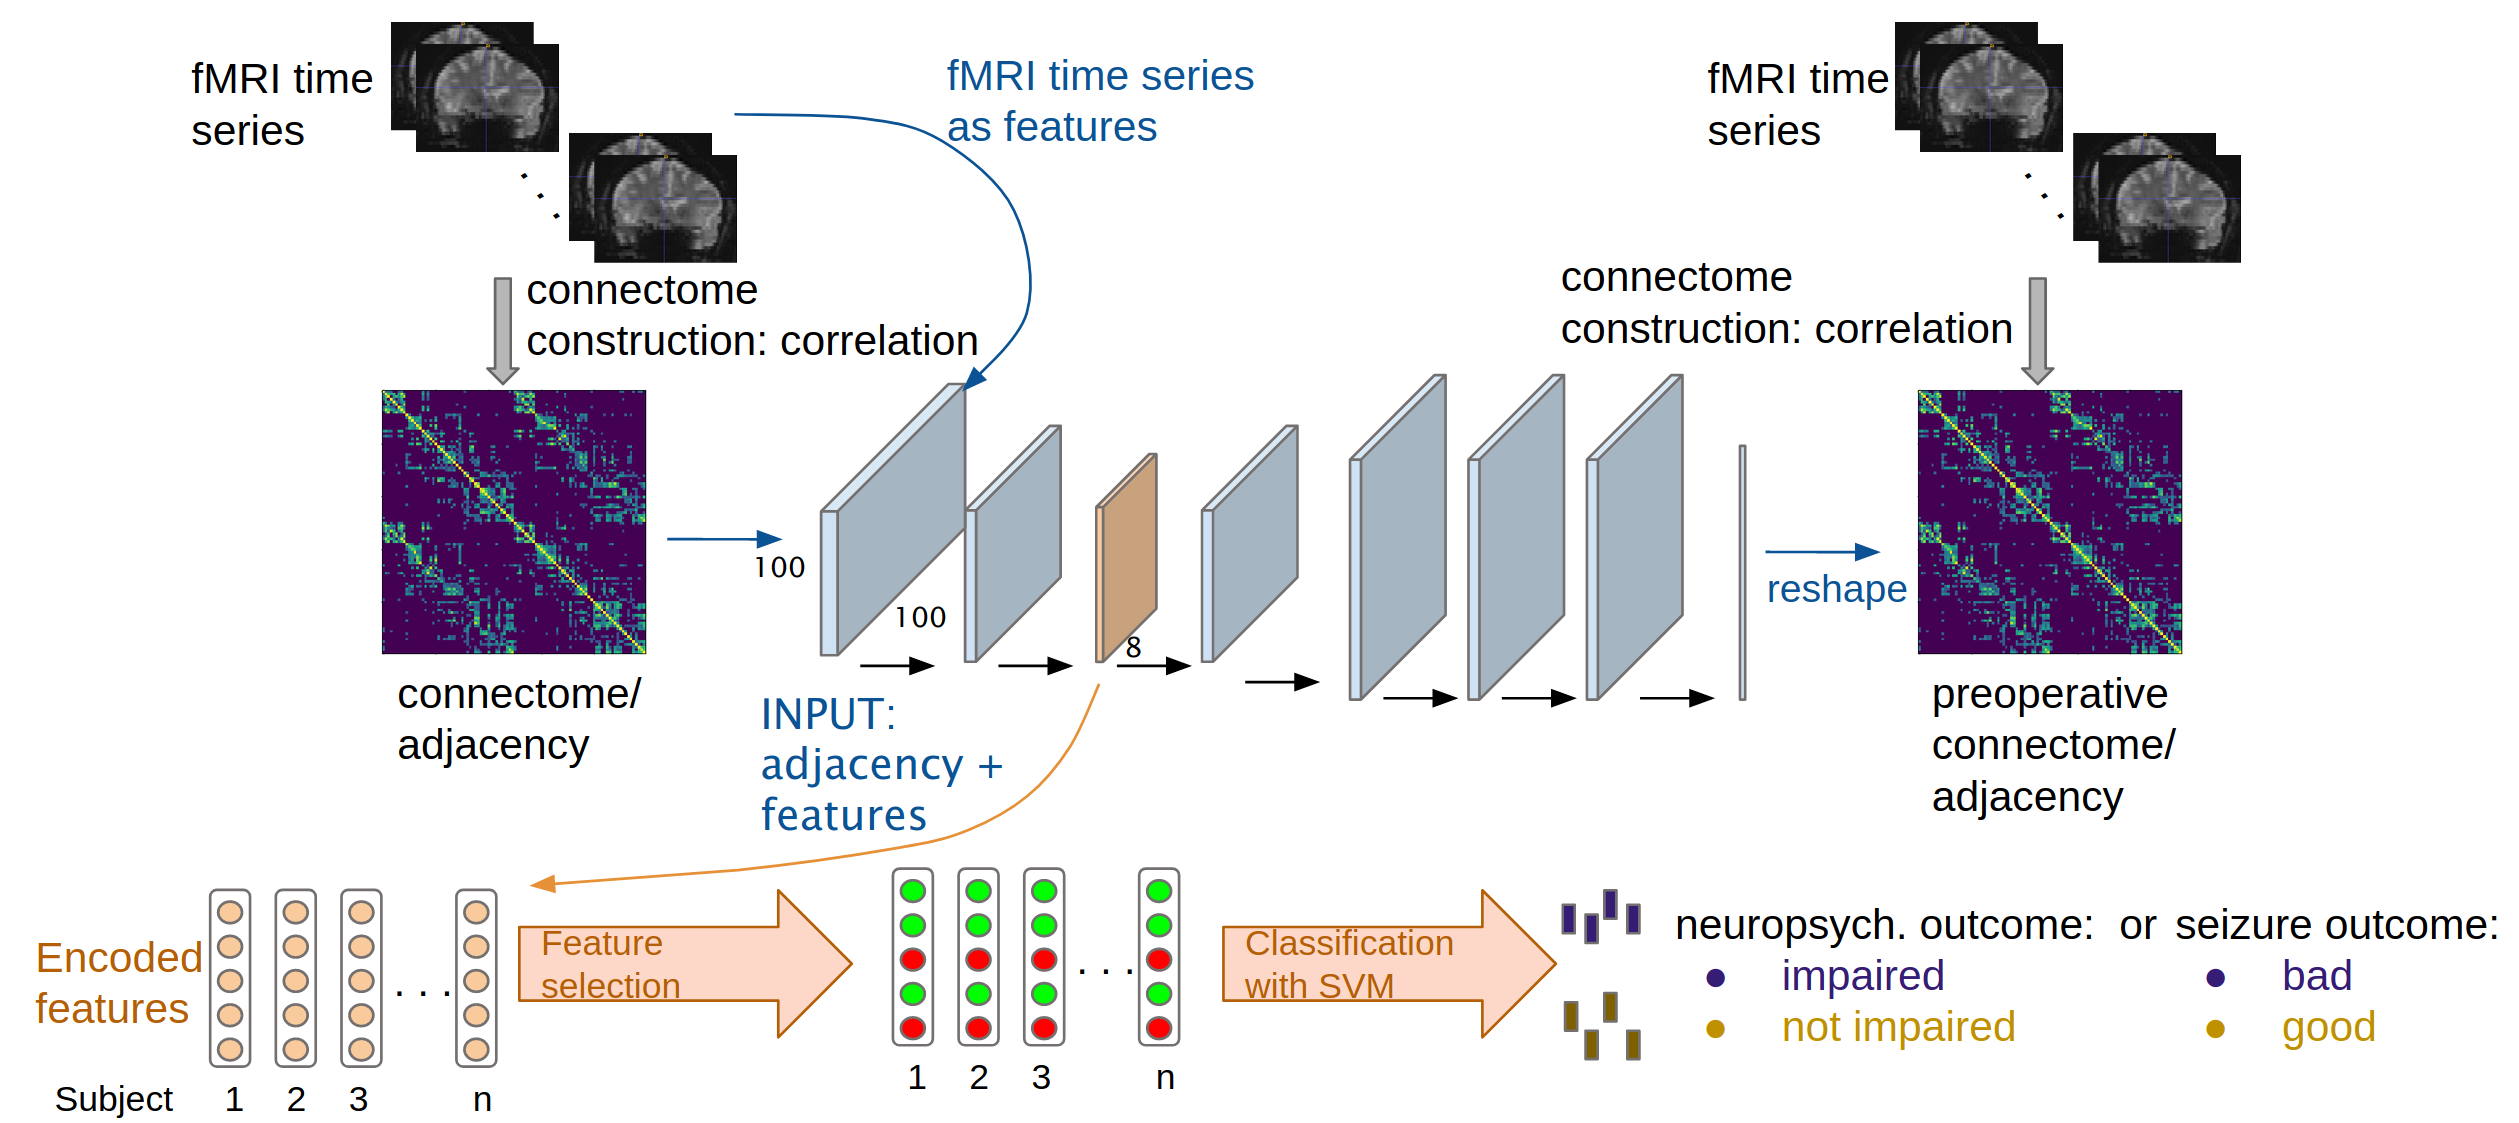 fMRI time
series
fMRI time series
as features
fMRI time
series
connectome
construction: correlation
connectome
construction: correlation
100
100
8
reshape
connectome/
adjacency
INPUT:
adjacency +
features
preoperative
connectome/
adjacency
Encoded
features
. . .
Subject 1 2 3 n
Feature
selection
. . .
1 2 3 n
Classification
with SVM
neuropsych. outcome: or seizure outcome:
● impaired ● bad
● not impaired ● good